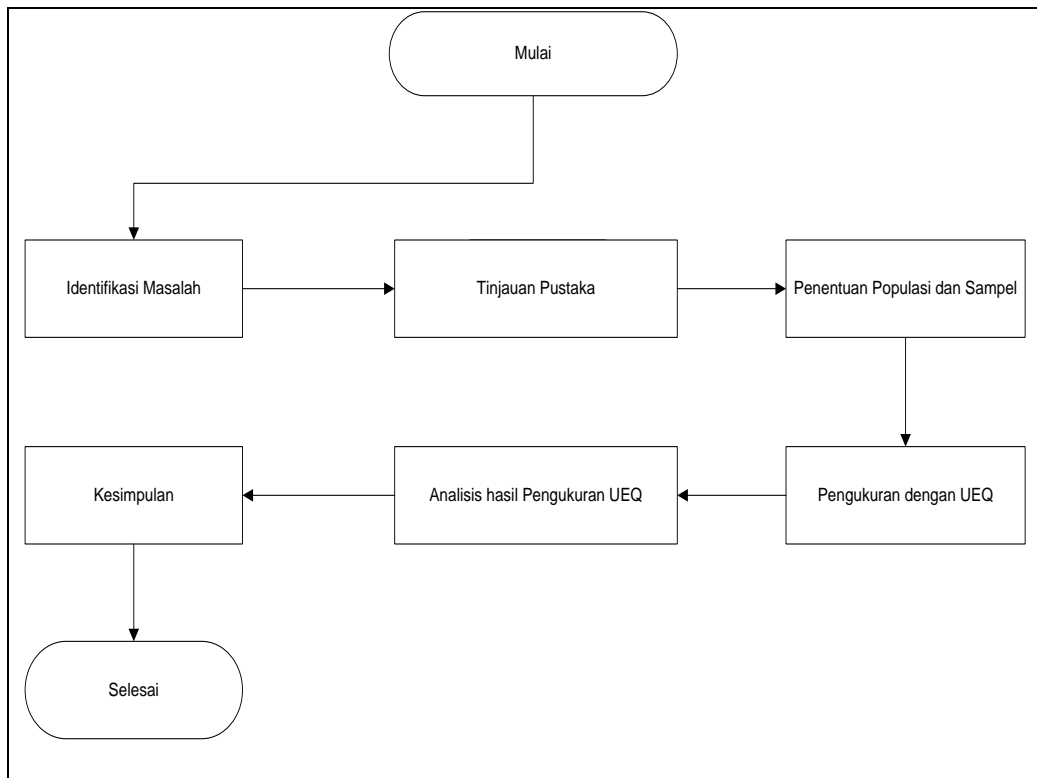 Mulai
Identifikasi Masalah
Tinjauan Pustaka
Penentuan Populasi dan Sampel
Pengukuran dengan UEQ
Analisis hasil Pengukuran UEQ
Kesimpulan
Selesai